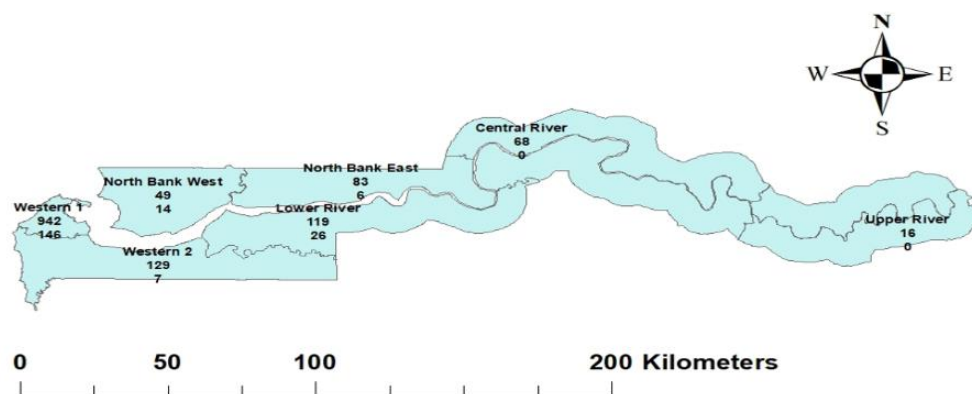 N
W E
S
Central River
68
0
North Bank East
83
6
North Bank West
49
14
Western 1
942
146
Lower River
119
26
Upper River
16
0
Western 2
129
7
0 50 100 200 Kilometers